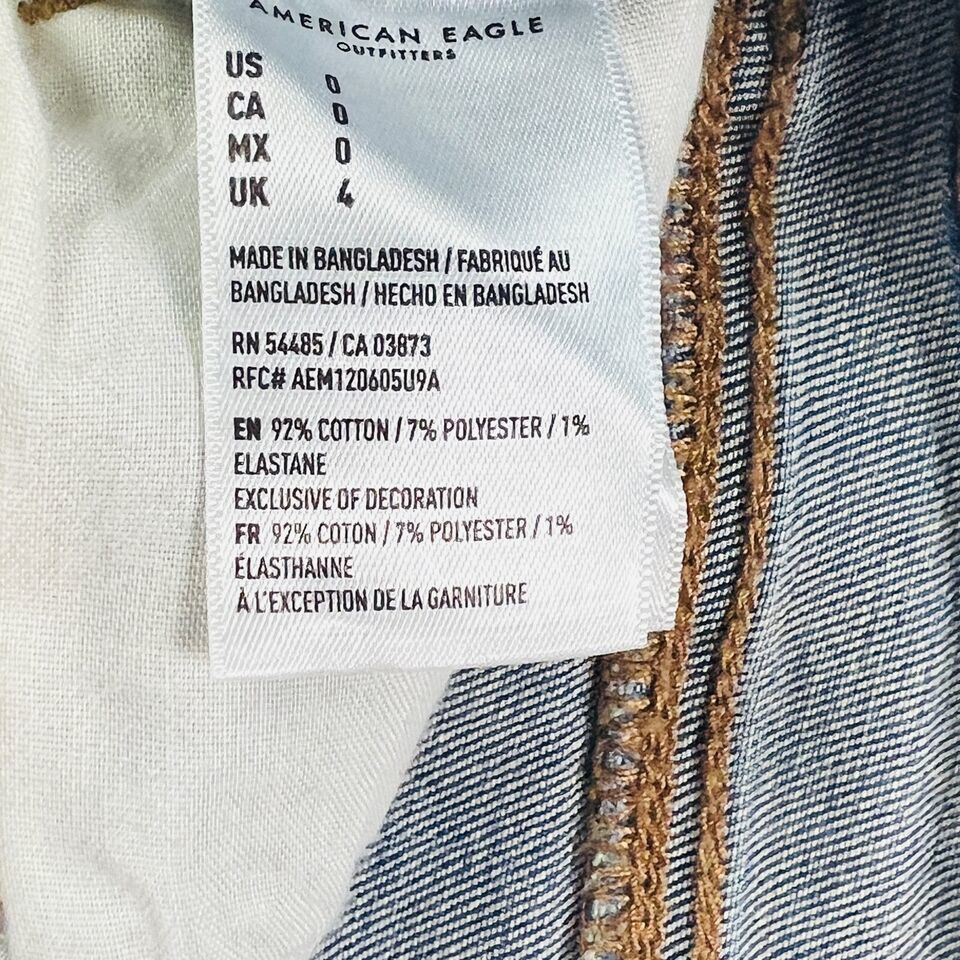 AMERICAN EAGLE
OUTFITTERS
US 0
CA 0
MX 0
UK 4
MADE IN BANGLADESH / FABRIQUÉ AU
BANGLADESH / HECHO EN BANGLADESH
RN 54485 / CA 03873
RFC# AEM120605U9A
EN 92% COTTON / 7% POLYESTER / 1%
ELASTANE
EXCLUSIVE OF DECORATION
FR 92% COTON / 7% POLYESTER / 1%
ÉLASTHANNE
À L'EXCEPTION DE LA GARNITURE